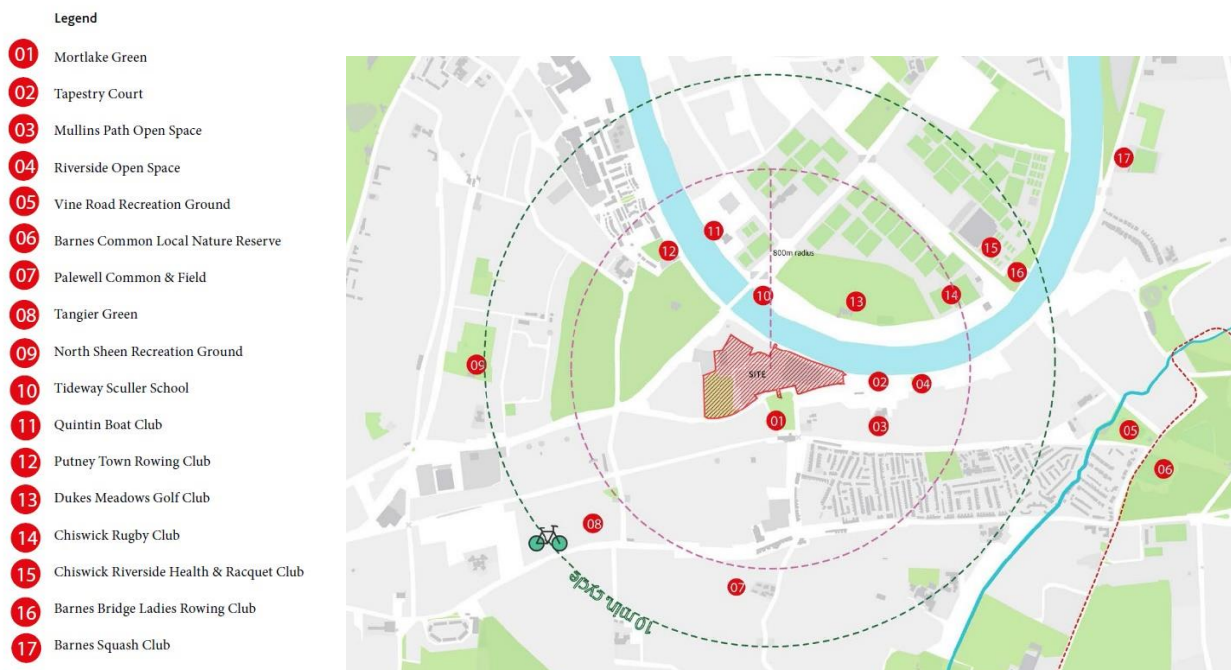 Legend
01 Mortlake Green
02 Tapestry Court
03 Mullins Path Open Space
04 Riverside Open Space
05 Vine Road Recreation Ground
06 Barnes Common Local Nature Reserve
07 Palewell Common & Field
08 Tangier Green
09 North Sheen Recreation Ground
10 Tideway Sculler School
11 Quintin Boat Club
12 Putney Town Rowing Club
13 Dukes Meadows Golf Club
14 Chiswick Rugby Club
15 Chiswick Riverside Health & Racquet Club
16 Barnes Bridge Ladies Rowing Club
17 Barnes Squash Club
17
11
15
12
800m radius
16
10
13
14
09
SITE
02
04
01
03
05
06
08
07
10 min. cycle